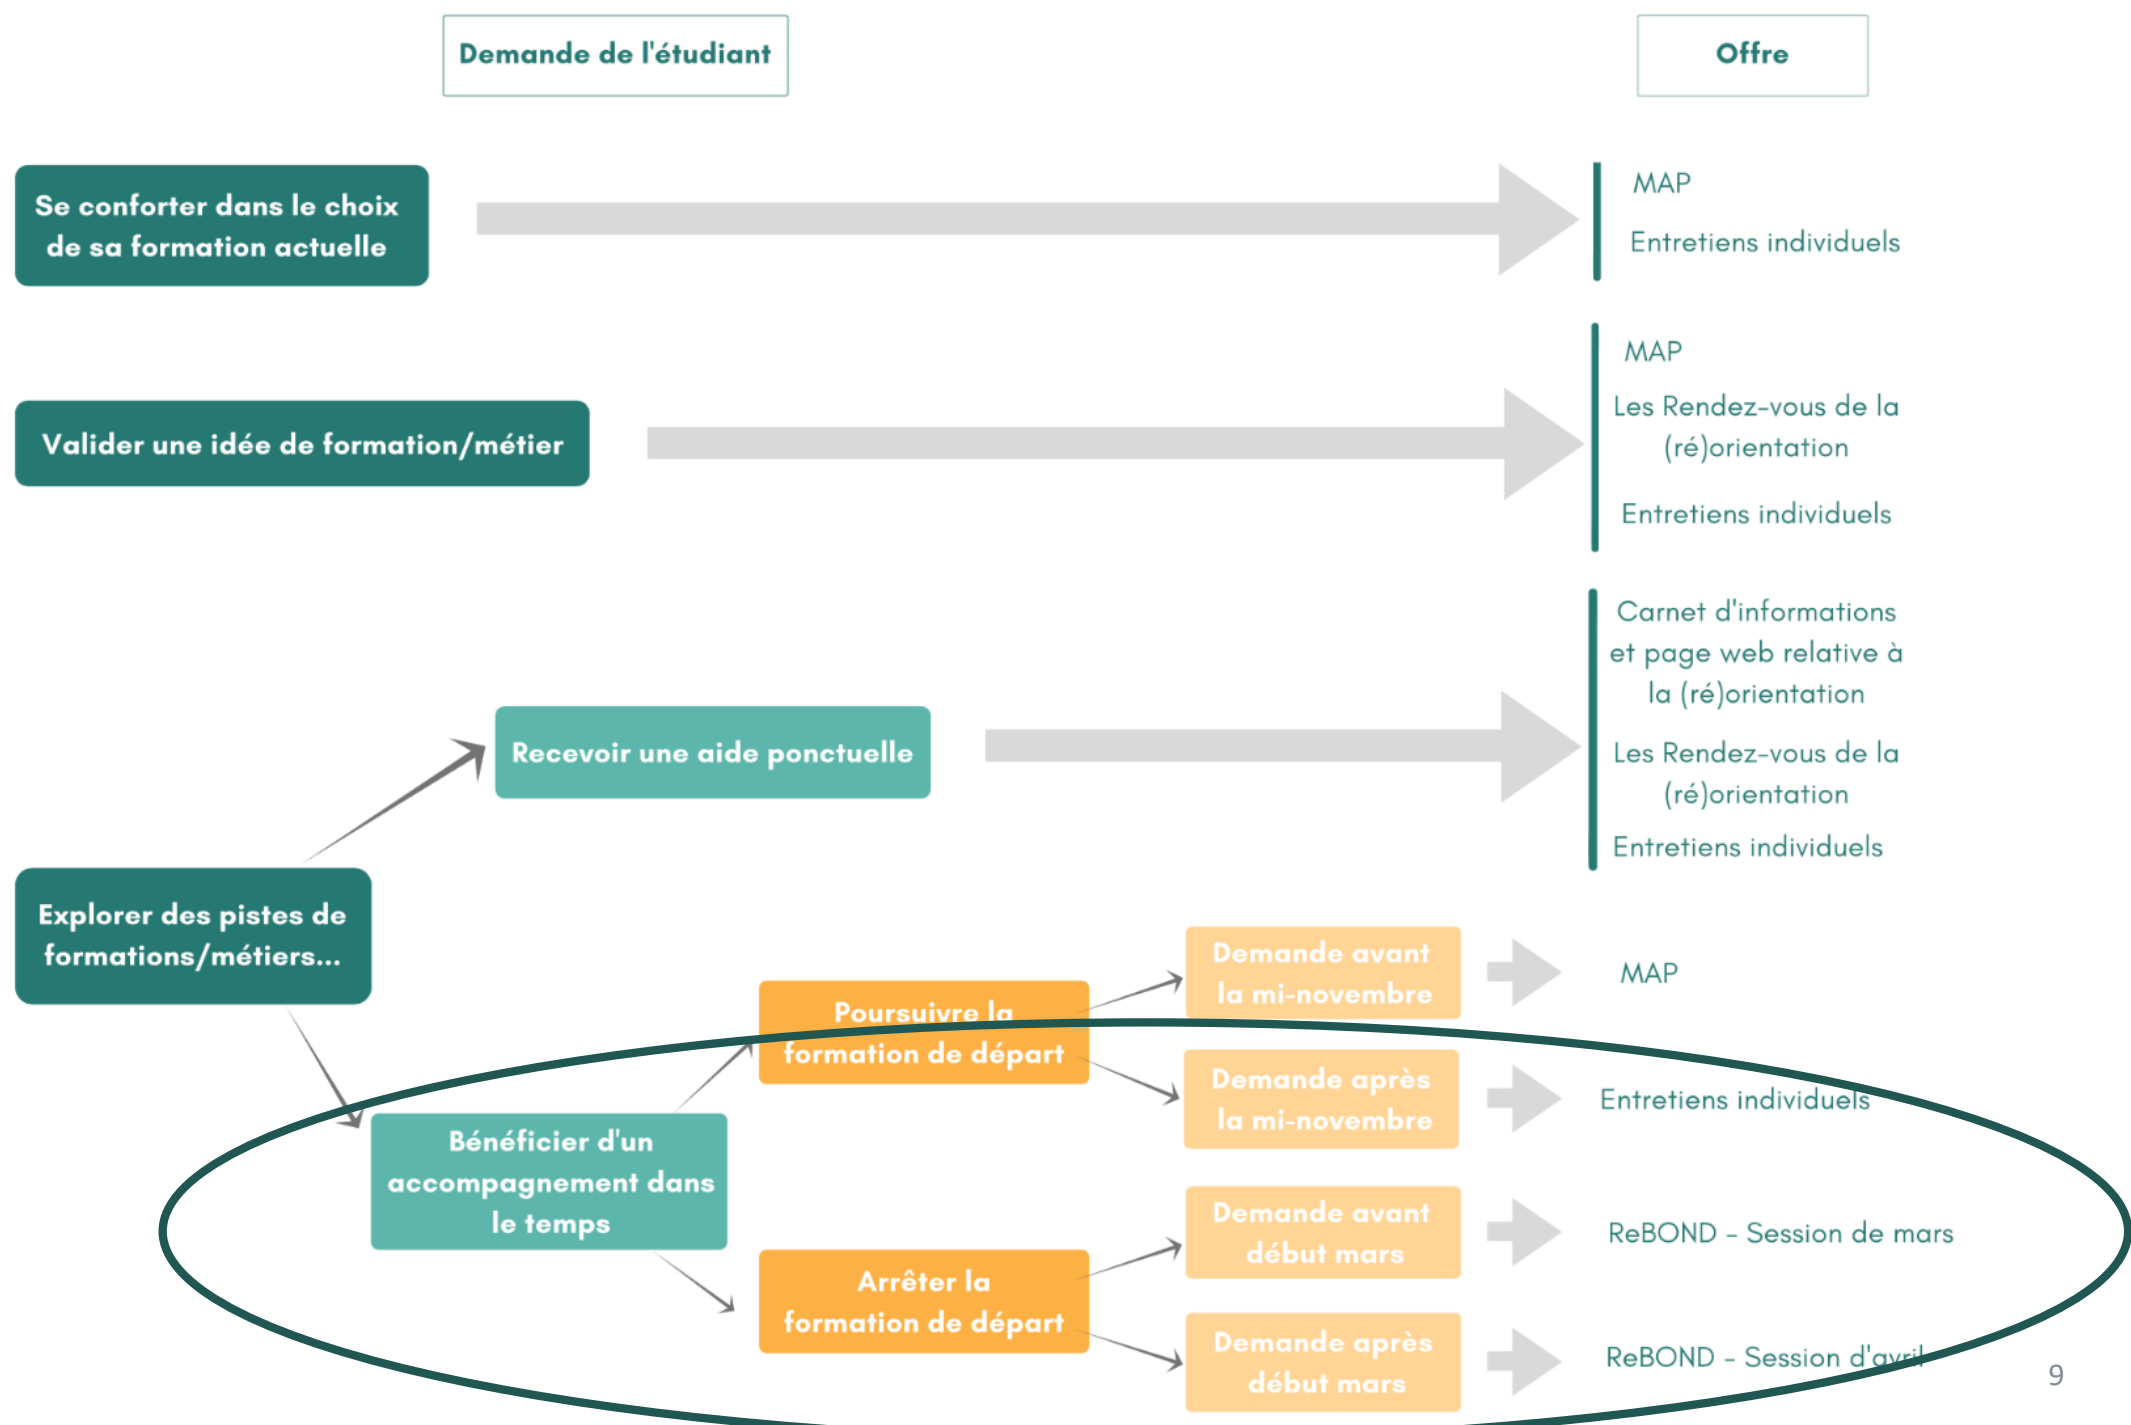 Demande de l'étudiant
Offre
Se conforter dans le choix
de sa formation actuelle
MAP
Entretiens individuels
Valider une idée de formation/métier
MAP
Les Rendez-vous de la
(ré)orientation
Entretiens individuels
Recevoir une aide ponctuelle
Carnet d'informations
et page web relative à
la (ré)orientation
Les Rendez-vous de la
(ré)orientation
Entretiens individuels
Explorer des pistes de
formations/métiers...
Bénéficier d'un
accompagnement dans
le temps
Poursuivre la
formation de départ
Demande avant
la mi-novembre
MAP
Demande après
la mi-novembre
Entretiens individuels
Arrêter la
formation de départ
Demande avant
début mars
ReBOND - Session de mars
Demande après
début mars
ReBOND - Session d'avril
9